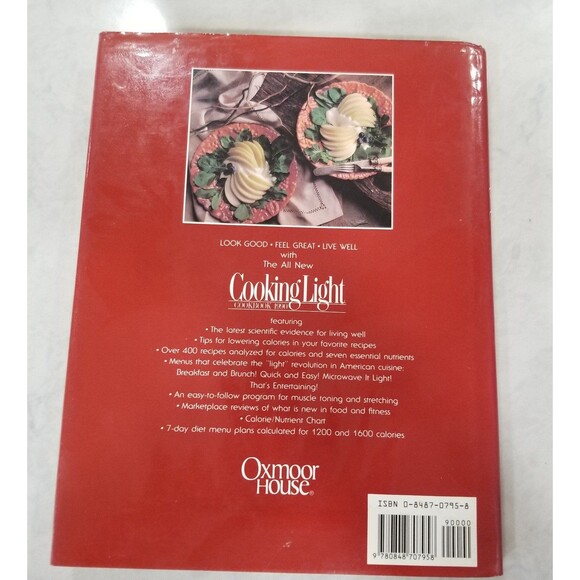 LOOK GOOD • FEEL GREAT • LIVE WELL
with
The All New
Cooking Light
COOKBOOK 1990
featuring
• The latest scientific evidence for living well
• Tips for lowering calories in your favorite recipes
• Over 400 recipes analyzed for calories and seven essential nutrients
• Menus that celebrate the "light" revolution in American cuisine:
Breakfast and Brunch! Quick and Easy! Microwave It Light!
That's Entertaining!
• An easy-to-follow program for muscle toning and stretching
• Marketplace reviews of what is new in food and fitness
• Calorie/Nutrient Chart
• 7-day diet menu plans calculated for 1200 and 1600 calories
Oxmoor
House®
ISBN 0-8487-0795-8
90000
9 780848 707958